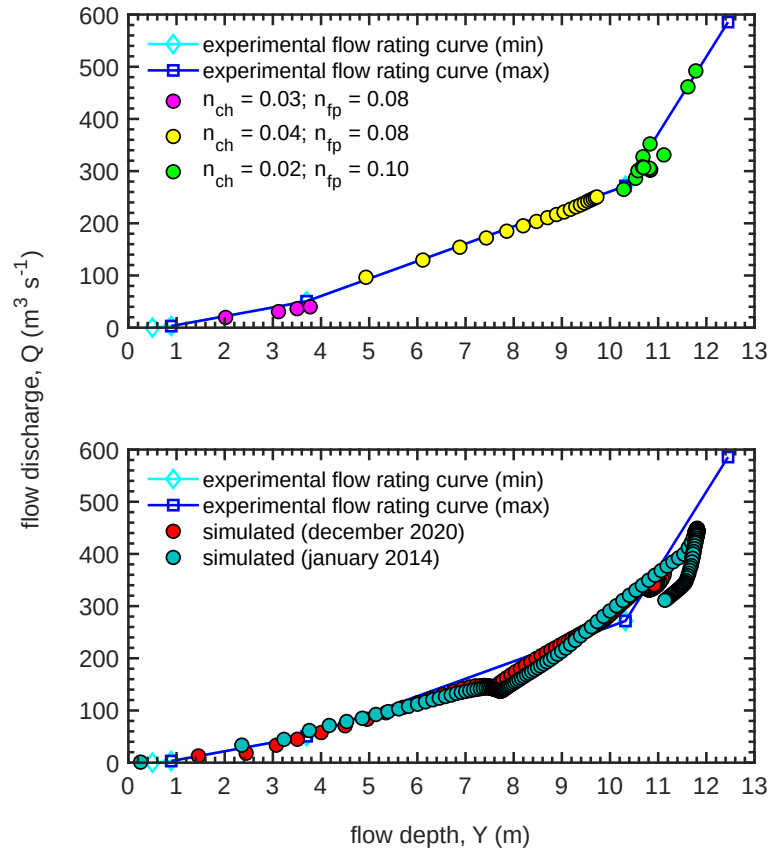 600
500
400
300
200
100
0
experimental flow rating curve (min)
experimental flow rating curve (max)
n_ch = 0.03; n_fp = 0.08
n_ch = 0.04; n_fp = 0.08
n_ch = 0.02; n_fp = 0.10
0 1 2 3 4 5 6 7 8 9 10 11 12 13
flow discharge, Q (m³ s⁻¹)
600
500
400
300
200
100
0
experimental flow rating curve (min)
experimental flow rating curve (max)
simulated (december 2020)
simulated (january 2014)
0 1 2 3 4 5 6 7 8 9 10 11 12 13
flow depth, Y (m)